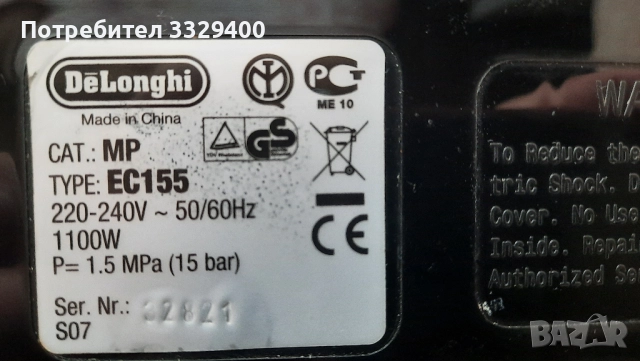 Потребител 3329400
DeLonghi
Made in China
ME 10
CAT.: MP
TYPE: EC155
GS
220-240V ~ 50/60Hz
1100W
P= 1.5 MPa (15 bar)
CE
Ser. Nr.: 2821
S07
To Reduce the
tric Shock. D
Cover. No Use
Inside. Repai
Authorized Se
BAZAR